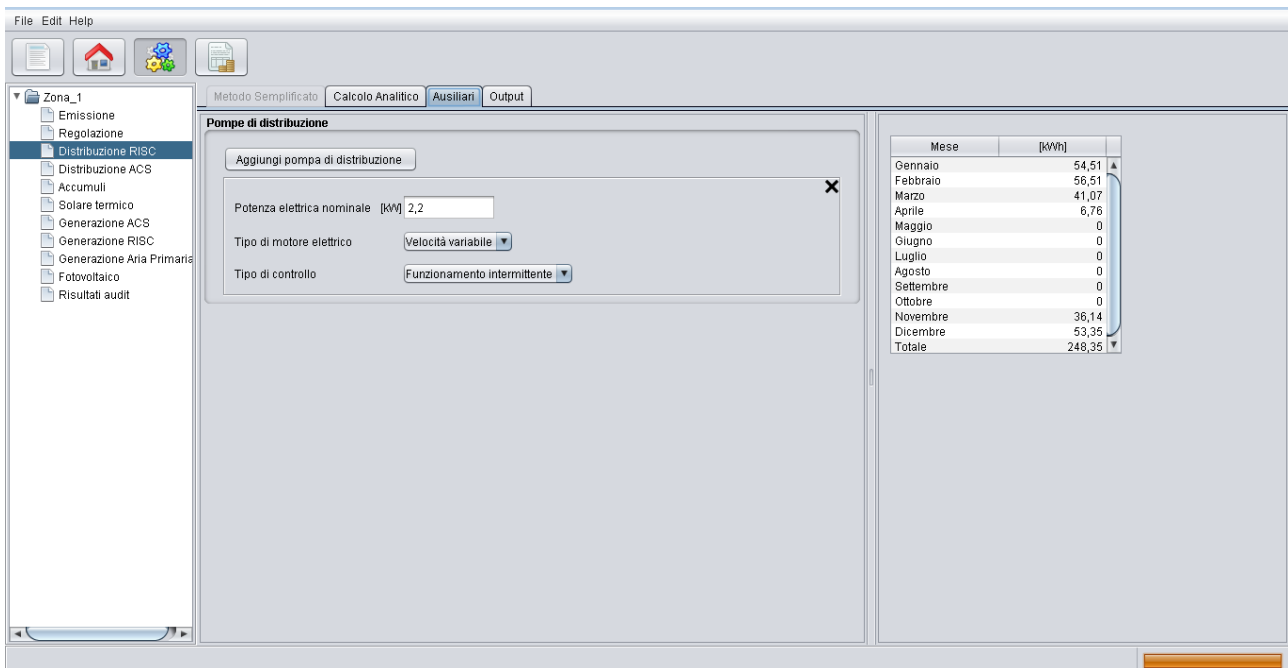 File Edit Help
Zona_1
Emissione
Regolazione
Distribuzione RISC
Distribuzione ACS
Accumuli
Solare termico
Generazione ACS
Generazione RISC
Generazione Aria Primaria
Fotovoltaico
Risultati audit
Metodo Semplificato Calcolo Analitico Ausiliari Output
Pompe di distribuzione
Aggiungi pompa di distribuzione
Potenza elettrica nominale [kW] 2,2
Tipo di motore elettrico Velocità variabile
Tipo di controllo Funzionamento intermittente
Mese [kWh]
Gennaio 54,51
Febbraio 56,51
Marzo 41,07
Aprile 6,76
Maggio 0
Giugno 0
Luglio 0
Agosto 0
Settembre 0
Ottobre 0
Novembre 36,14
Dicembre 53,35
Totale 248,35